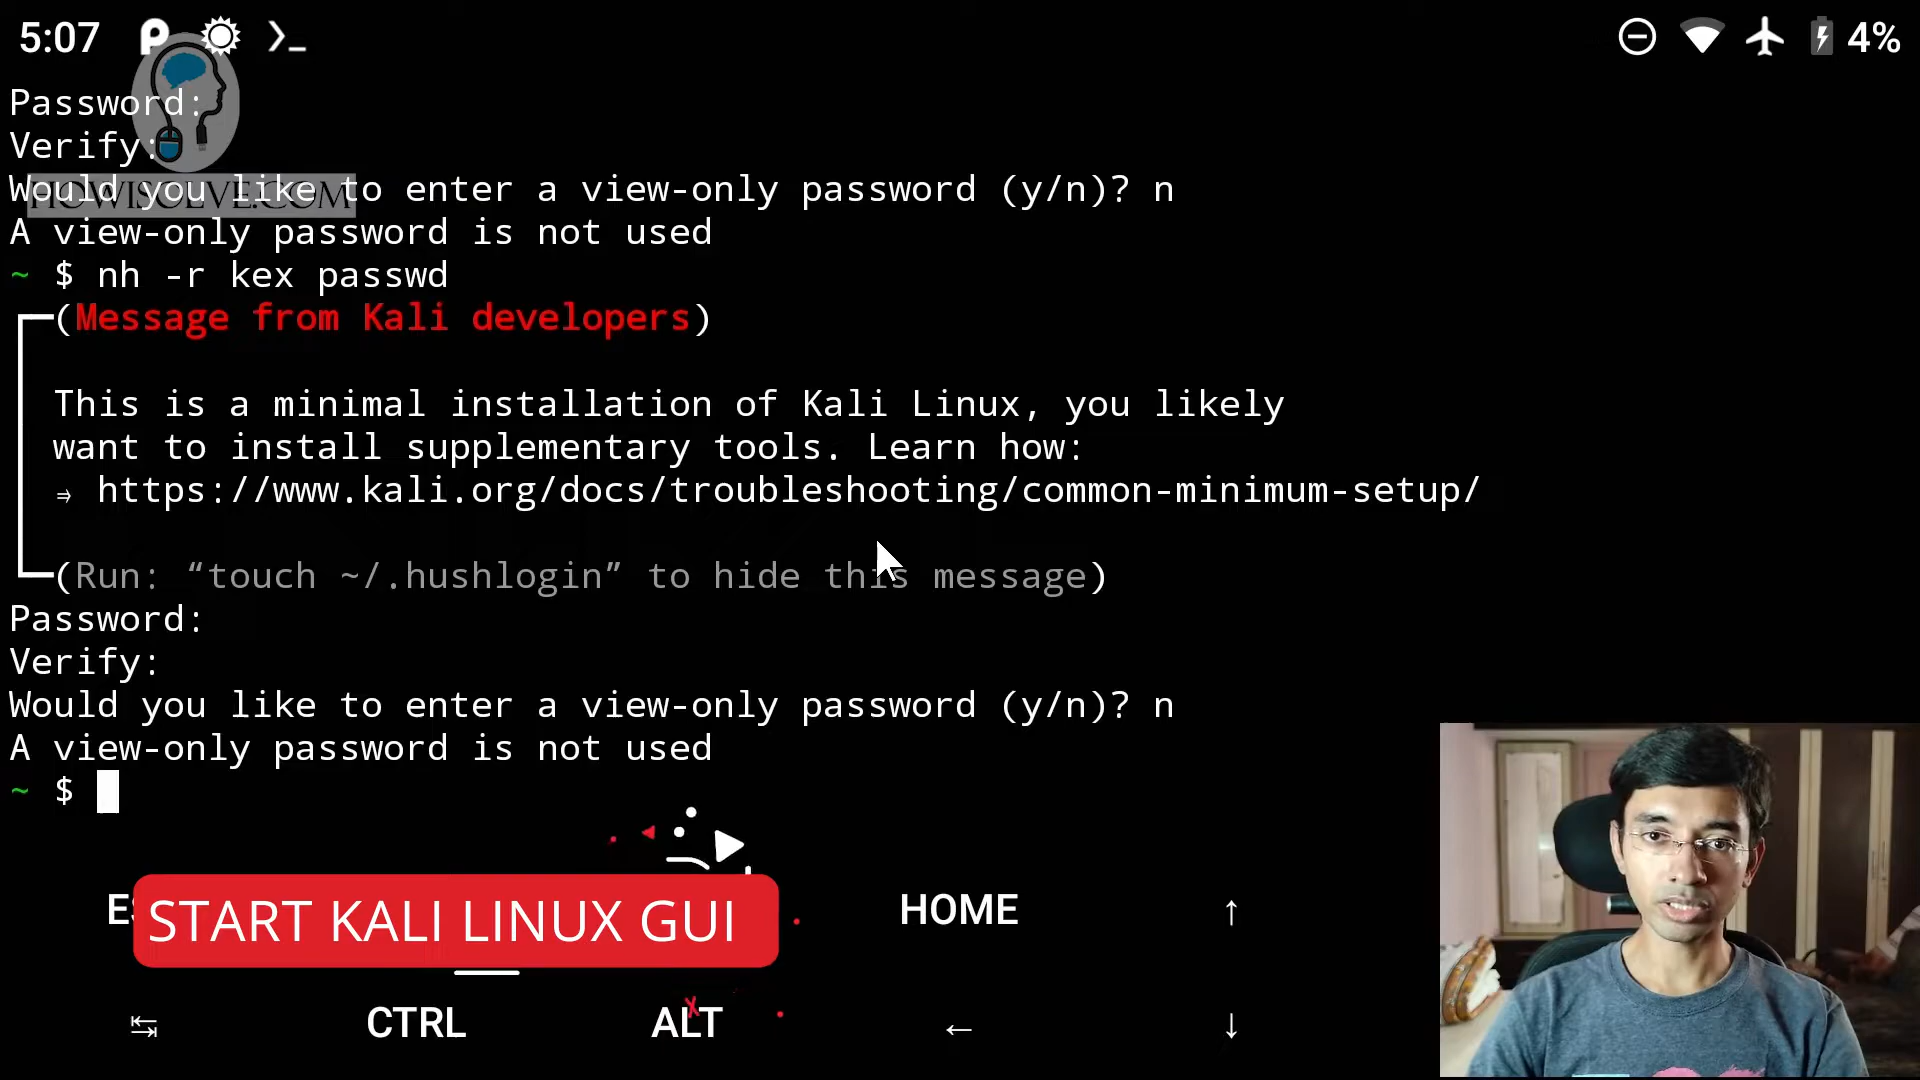 5:07
4%
Password:
Verify:
Would you like to enter a view-only password (y/n)? n
HOWISOLVE.COM
A view-only password is not used
~ $ nh -r kex passwd
(Message from Kali developers)
This is a minimal installation of Kali Linux, you likely
want to install supplementary tools. Learn how:
⇒ https://www.kali.org/docs/troubleshooting/common-minimum-setup/
(Run: “touch ~/.hushlogin” to hide this message)
Password:
Verify:
Would you like to enter a view-only password (y/n)? n
A view-only password is not used
~ $
START KALI LINUX GUI
HOME ↑
↹ CTRL ALT ← ↓